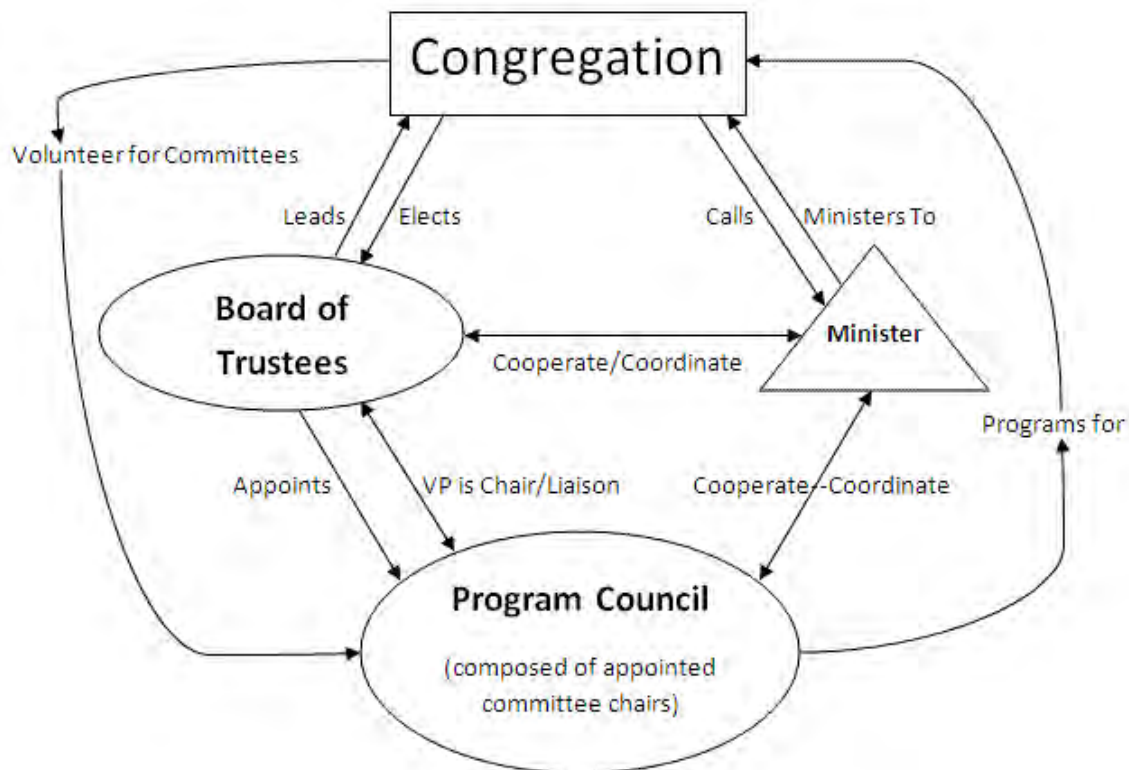 Congregation
Volunteer for Committees
Leads
Elects
Calls
Ministers To
Board of
Trustees
Minister
Cooperate/Coordinate
Programs for
Appoints
VP is Chair/Liaison
Cooperate--Coordinate
Program Council
(composed of appointed
committee chairs)